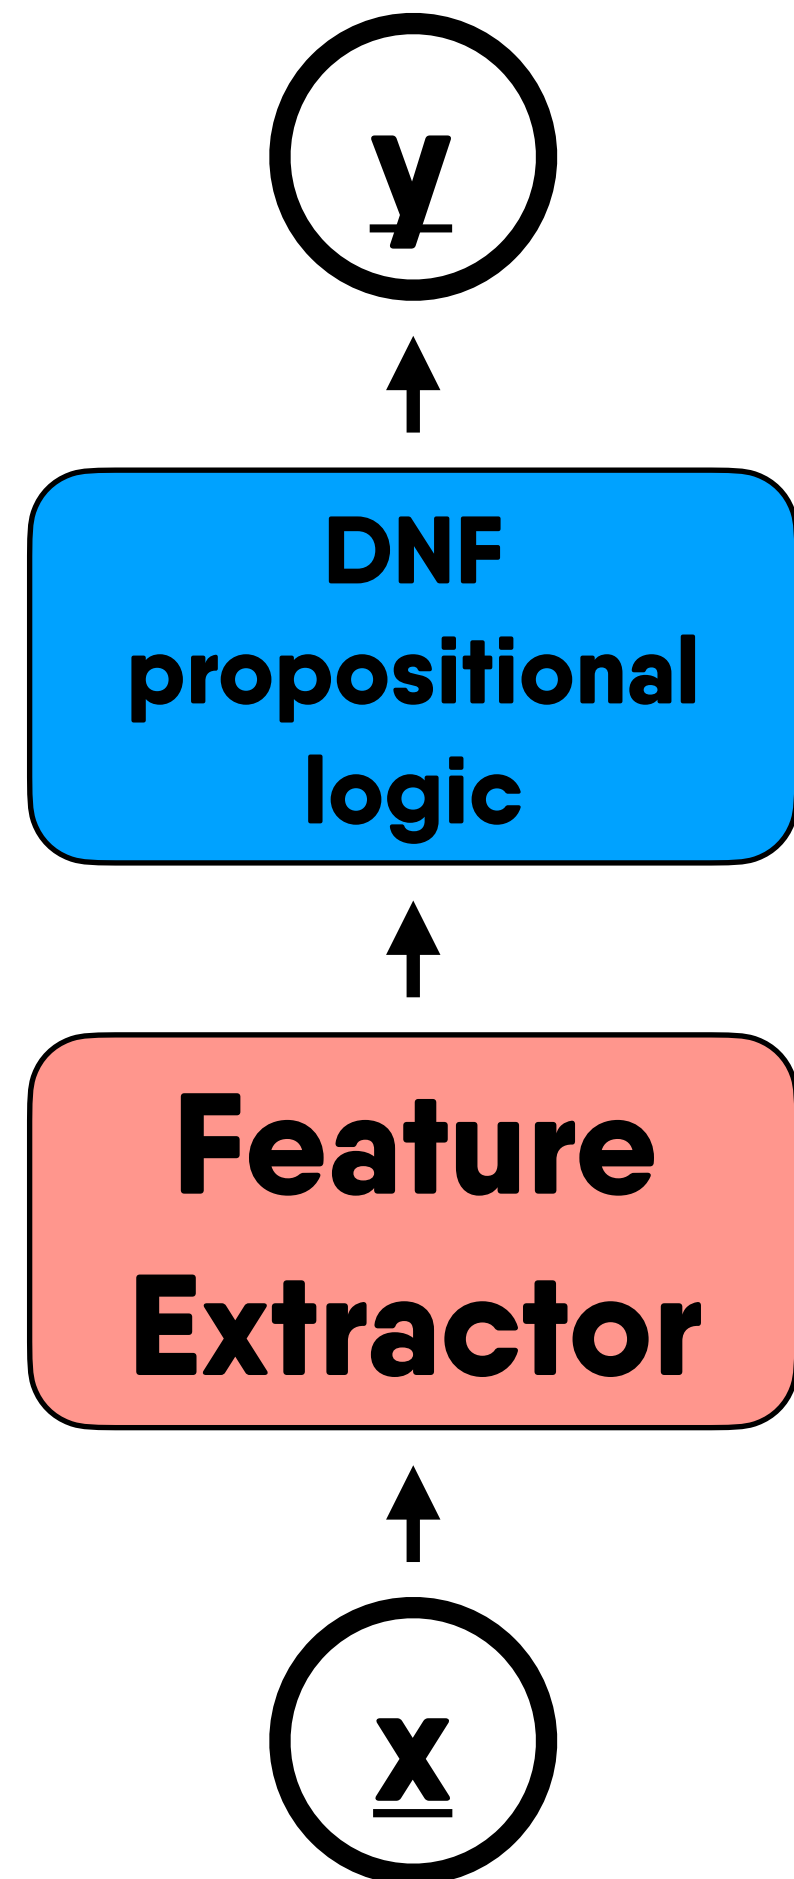 y
DNF
propositional
logic
Feature
Extractor
x